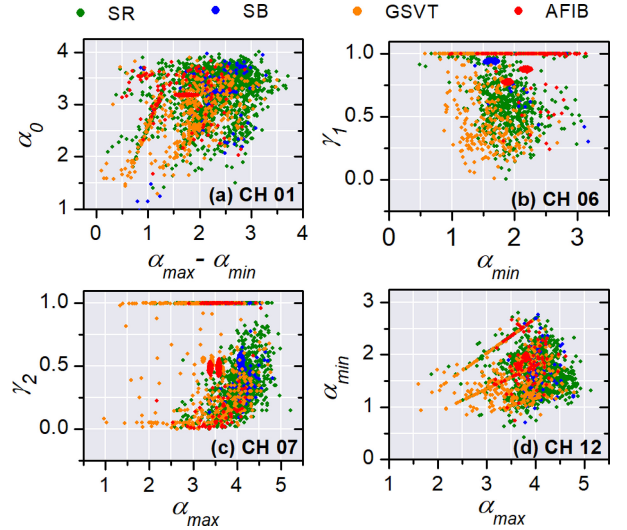 SR SB GSVT AFIB
4
3
2
1
α0
0 1 2 3 4
αmax - αmin
(a) CH 01
1.0
0.5
0.0
γ1
0 1 2 3
αmin
(b) CH 06
1.0
0.5
0.0
γ2
1 2 3 4 5
αmax
(c) CH 07
3
2
1
0
αmin
1 2 3 4 5
αmax
(d) CH 12